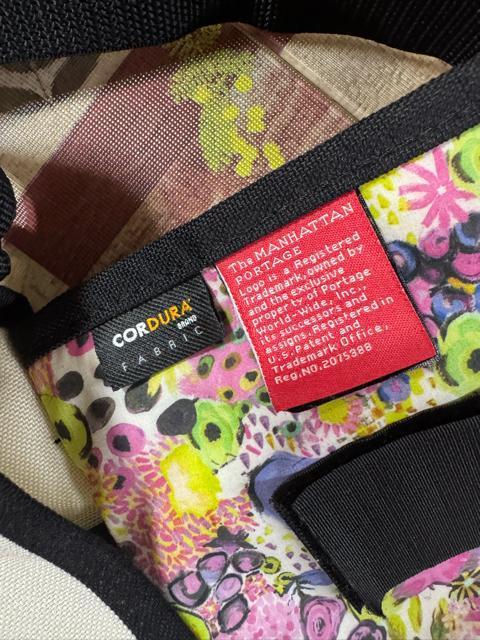 The MANHATTAN
PORTAGE
Logo is a Registered
Trademark, owned by
and the exclusive
property of Portage
World-Wide, Inc.,
its successors and
assigns. Registered in
U.S. Patent and
Trademark Office,
Reg.NO.2075388
CORDURA
BRAND
FABRIC